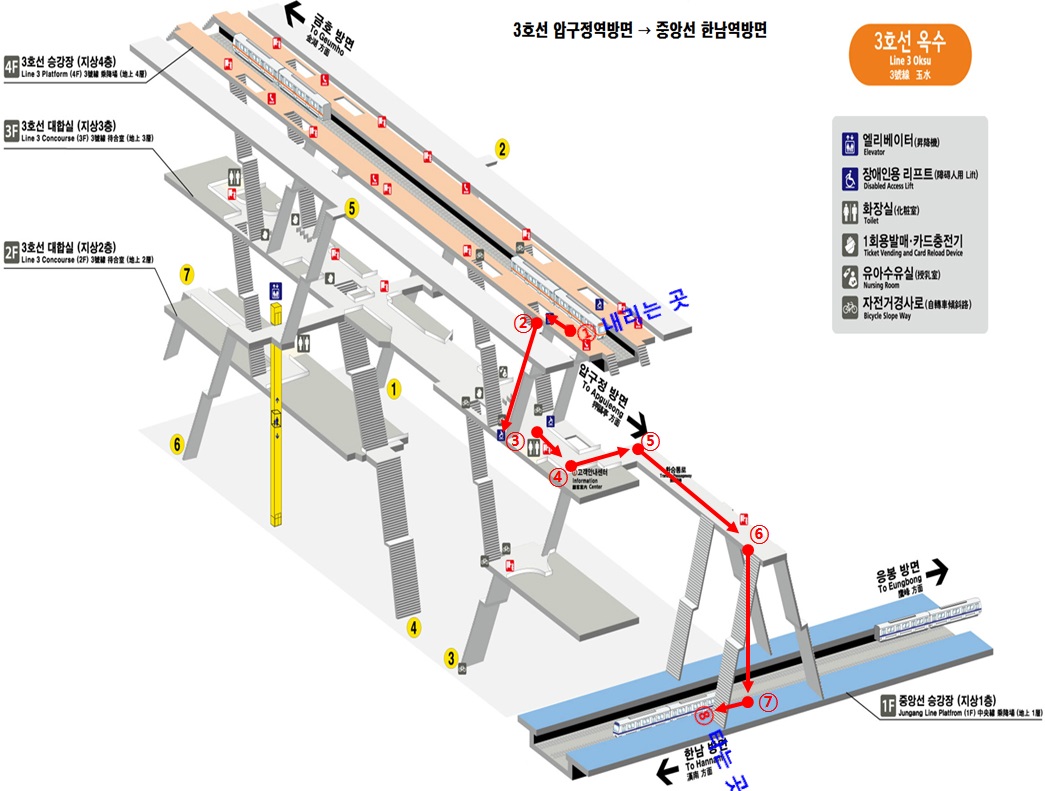 3호선 압구정역방면 → 중앙선 한남역방면
금호 방면
To Geumho
金湖 方面
3호선 옥수
Line 3 Oksu
3號線 玉水
4F 3호선 승강장 (지상4층)
Line 3 Platform (4F) 3號線 乘降場 (地上 4層)
3F 3호선 대합실 (지상3층)
Line 3 Concourse (3F) 3號線 待合室 (地上 3層)
2F 3호선 대합실 (지상2층)
Line 3 Concourse (2F) 3號線 待合室 (地上 2層)
엘리베이터(昇降機)
Elevator
장애인용 리프트(障碍人用 Lift)
Disabled Access Lift
화장실(化粧室)
Toilet
1회용발매·카드충전기
Ticket Vending and Card Reload Device
유아수유실(授乳室)
Nursing Room
자전거경사로(自轉車傾斜路)
Bicycle Slope Way
2
5
7
1
6
4
3
① 내리는 곳
②
압구정 방면
To Apgujeong
③
④
⑤
고객안내센터
Information
Center
환승통로
⑥
응봉 방면
To Eungbong
鷹峰 方面
⑦
⑧ 타는 곳
1F 중앙선 승강장 (지상1층)
Jungang Line Platfrom (1F) 中央線 乘降場 (地上 1層)
한남 방면
To Hannam
漢南 方面